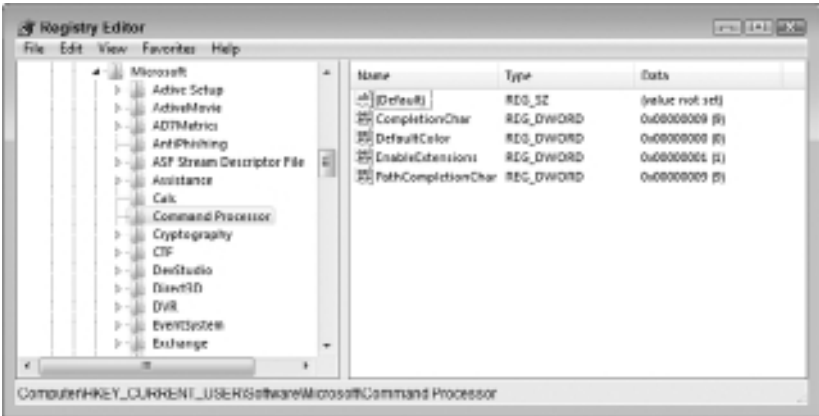 Registry Editor
File Edit View Favorites Help
Microsoft
Active Setup
ActiveMovie
ADTMetrics
AntiPhishing
ASF Stream Descriptor File
Assistance
Calc
Command Processor
Cryptography
CTF
DevStudio
Direct3D
DVR
EventSystem
Exchange
Name Type Data
(Default) REG_SZ (value not set)
CompletionChar REG_DWORD 0x00000009 (9)
DefaultColor REG_DWORD 0x00000000 (0)
EnableExtensions REG_DWORD 0x00000001 (1)
PathCompletionChar REG_DWORD 0x00000009 (9)
Computer\HKEY_CURRENT_USER\Software\Microsoft\Command Processor